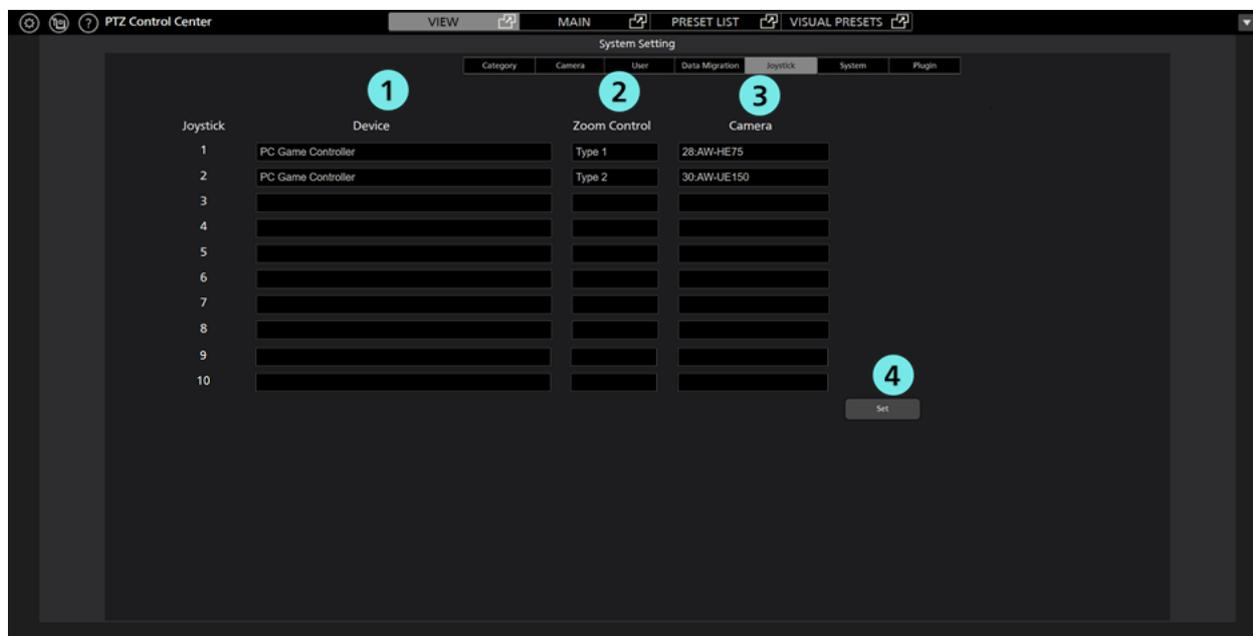 ? PTZ Control Center VIEW MAIN PRESET LIST VISUAL PRESETS
System Setting
Category Camera User Data Migration Joystick System Plugin
1 2 3
Joystick Device Zoom Control Camera
1 PC Game Controller Type 1 28:AW-HE75
2 PC Game Controller Type 2 30:AW-UE150
3
4
5
6
7
8
9
10
4
Set